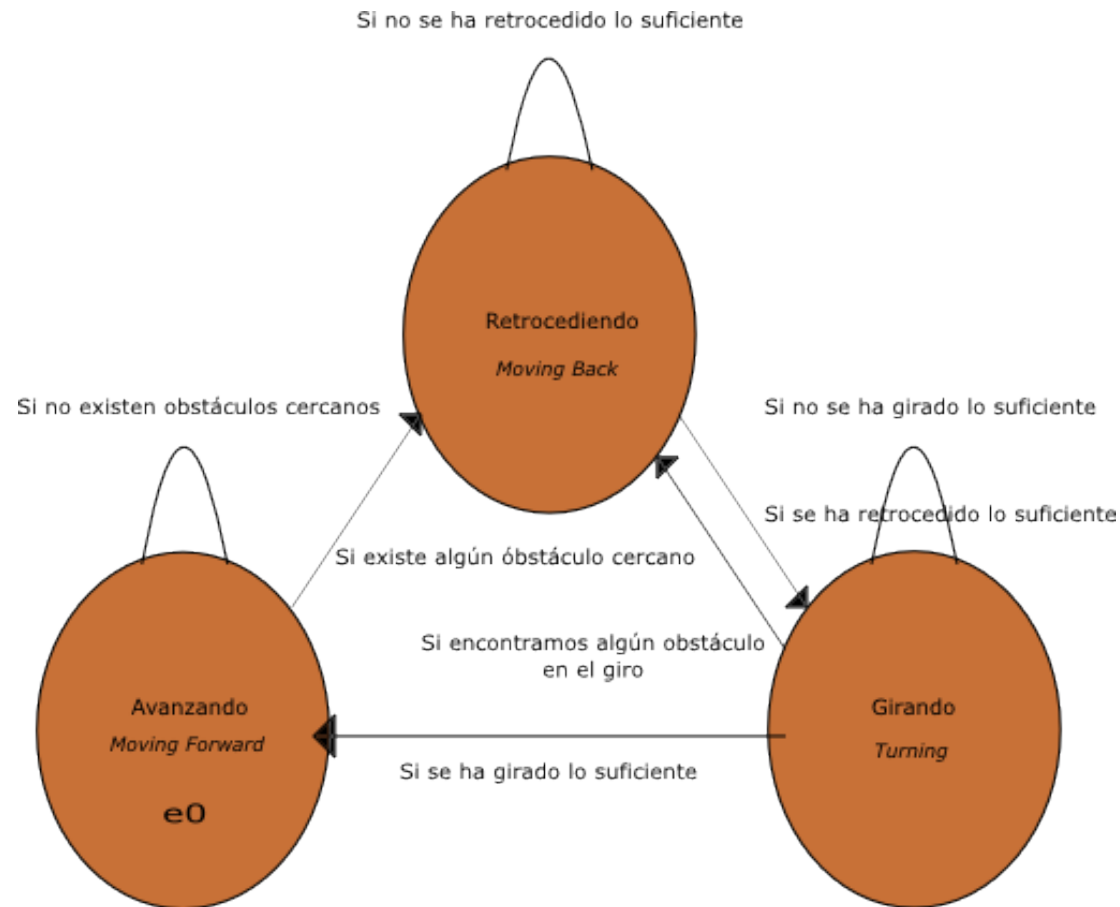 Si no se ha retrocedido lo suficiente
Retrocediendo
Moving Back
Si no existen obstáculos cercanos
Si no se ha girado lo suficiente
Si se ha retrocedido lo suficiente
Si existe algún óbstáculo cercano
Si encontramos algún obstáculo
en el giro
Avanzando
Moving Forward
e0
Girando
Turning
Si se ha girado lo suficiente